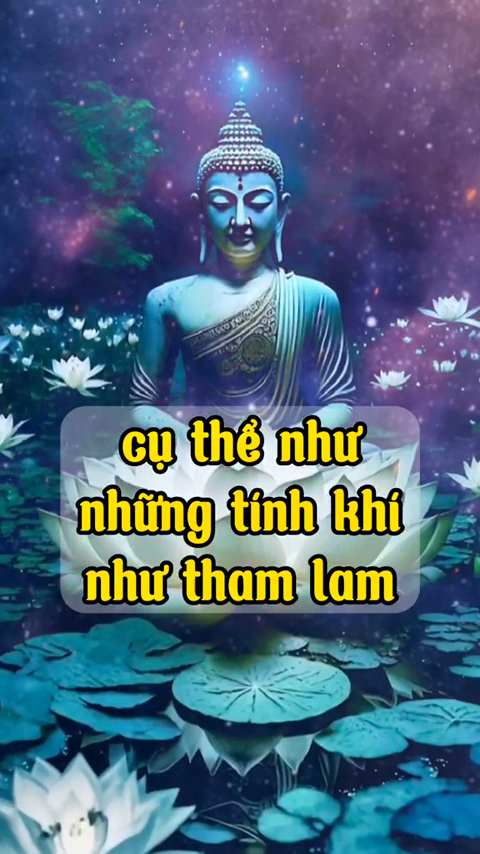 cụ thể như
những tính khí
như tham lam